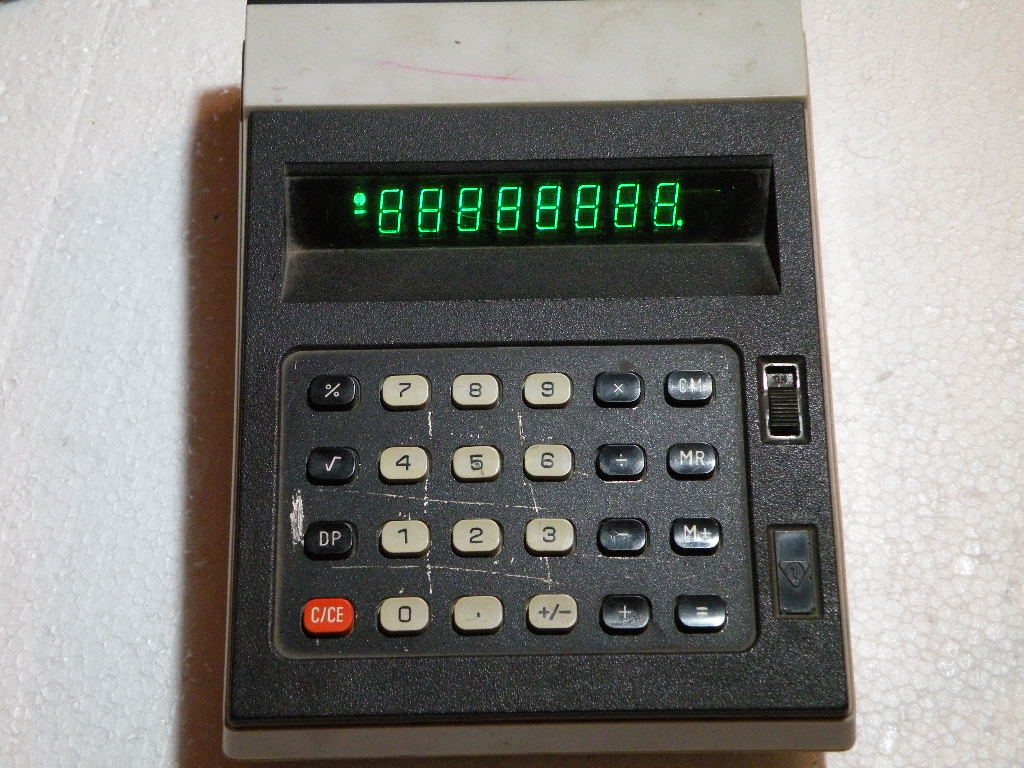 88888888.
% 7 8 9 × CM
√ 4 5 6 ÷ MR
DP 1 2 3 - M+
C/CE 0 . +/- + =